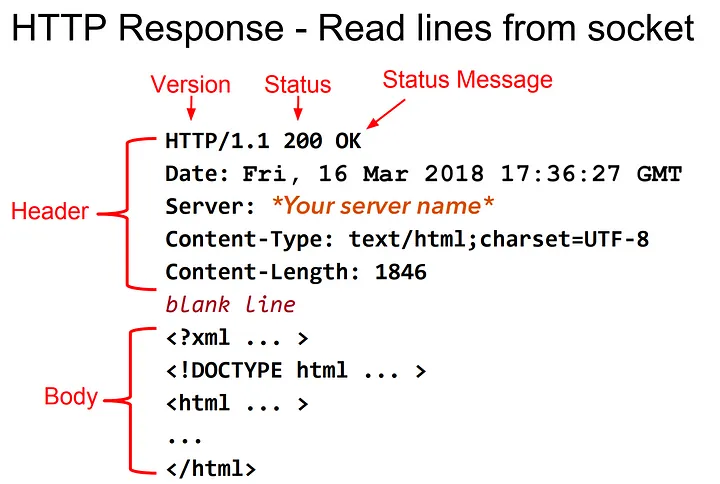 HTTP Response - Read lines from socket
Version Status Status Message
HTTP/1.1 200 OK
Date: Fri, 16 Mar 2018 17:36:27 GMT
Header
Server: *Your server name*
Content-Type: text/html;charset=UTF-8
Content-Length: 1846
blank line
<?xml ... >
<!DOCTYPE html ... >
Body
<html ... >
...
</html>